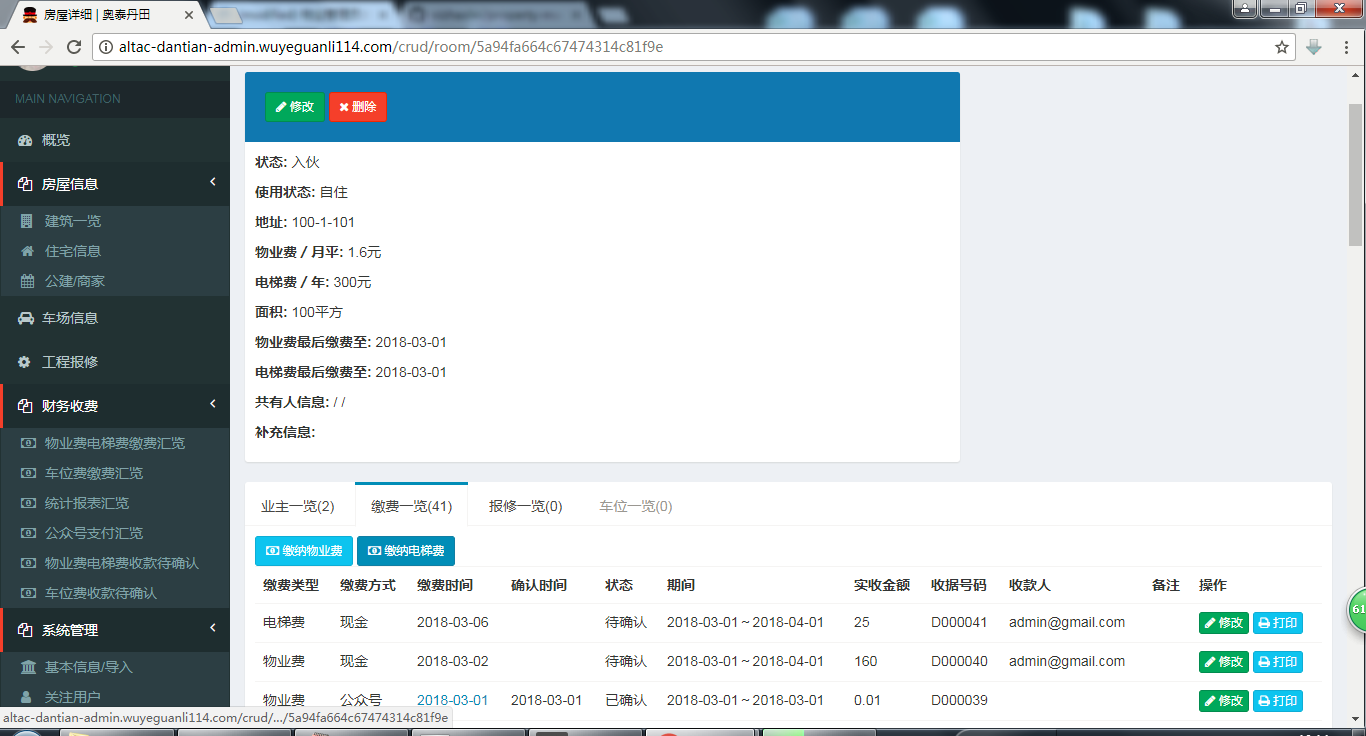 房屋详细 | 奥泰丹田
altac-dantian-admin.wuyeguanli114.com/crud/room/5a94fa664c67474314c81f9e
MAIN NAVIGATION
概览
房屋信息
建筑一览
住宅信息
公建/商家
车场信息
工程报修
财务收费
物业费电梯费缴费汇览
车位费缴费汇览
统计报表汇览
公众号支付汇览
物业费电梯费收款待确认
车位费收款待确认
系统管理
基本信息/导入
关注用户
修改 删除
状态: 入伙
使用状态: 自住
地址: 100-1-101
物业费 / 月平: 1.6元
电梯费 / 年: 300元
面积: 100平方
物业费最后缴费至: 2018-03-01
电梯费最后缴费至: 2018-03-01
共有人信息: / /
补充信息:
业主一览(2) 缴费一览(41) 报修一览(0) 车位一览(0)
缴纳物业费 缴纳电梯费
缴费类型 缴费方式 缴费时间 确认时间 状态 期间 实收金额 收据号码 收款人 备注 操作
电梯费 现金 2018-03-06 待确认 2018-03-01 ~ 2018-04-01 25 D000041 admin@gmail.com 修改 打印
物业费 现金 2018-03-02 待确认 2018-03-01 ~ 2018-04-01 160 D000040 admin@gmail.com 修改 打印
物业费 公众号 2018-03-01 2018-03-01 已确认 2018-03-01 ~ 2018-03-01 0.01 D000039 修改 打印
61
altac-dantian-admin.wuyeguanli114.com/crud/.../5a94fa664c67474314c81f9e